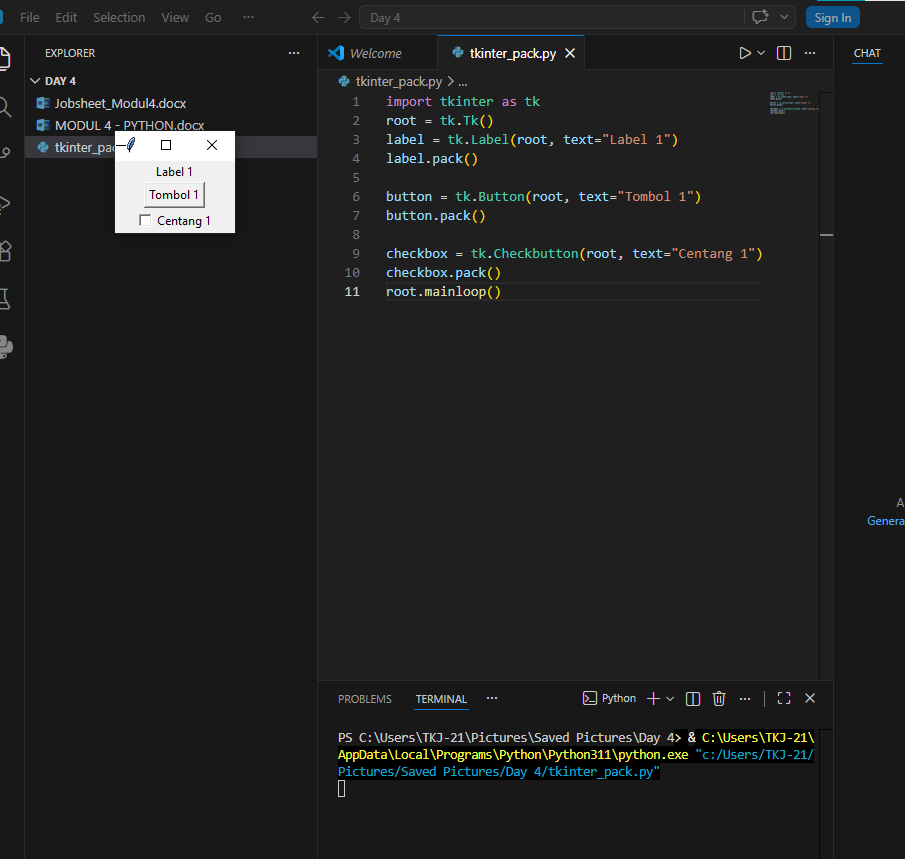 File Edit Selection View Go ··· Day 4 Sign In
EXPLORER ···
DAY 4
Jobsheet_Modul4.docx
MODUL 4 - PYTHON.docx
Label 1
Tombol 1
Centang 1
Welcome tkinter_pack.py
tkinter_pack.py > ...
1 import tkinter as tk
2 root = tk.Tk()
3 label = tk.Label(root, text="Label 1")
4 label.pack()
5
6 button = tk.Button(root, text="Tombol 1")
7 button.pack()
8
9 checkbox = tk.Checkbutton(root, text="Centang 1")
10 checkbox.pack()
11 root.mainloop()
PROBLEMS TERMINAL ··· Python
PS C:\Users\TKJ-21\Pictures\Saved Pictures\Day 4> & C:\Users\TKJ-21\
AppData\Local\Programs\Python\Python311\python.exe "c:/Users/TKJ-21/
Pictures/Saved Pictures/Day 4/tkinter_pack.py"
CHAT